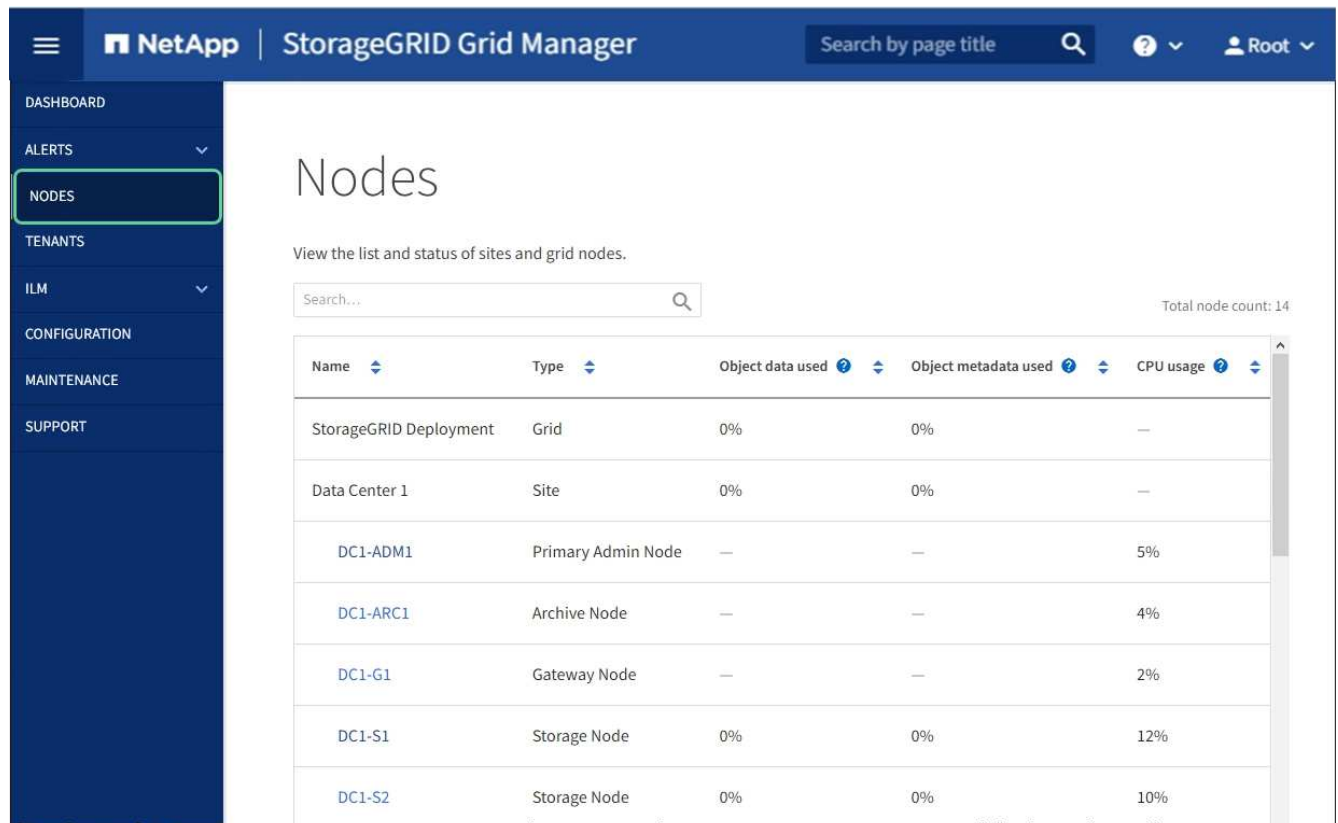 NetApp | StorageGRID Grid Manager Search by page title Root
DASHBOARD
ALERTS
NODES
TENANTS
ILM
CONFIGURATION
MAINTENANCE
SUPPORT
Nodes
View the list and status of sites and grid nodes.
Search...
Total node count: 14
Name Type Object data used Object metadata used CPU usage
StorageGRID Deployment Grid 0% 0% —
Data Center 1 Site 0% 0% —
DC1-ADM1 Primary Admin Node — — 5%
DC1-ARC1 Archive Node — — 4%
DC1-G1 Gateway Node — — 2%
DC1-S1 Storage Node 0% 0% 12%
DC1-S2 Storage Node 0% 0% 10%